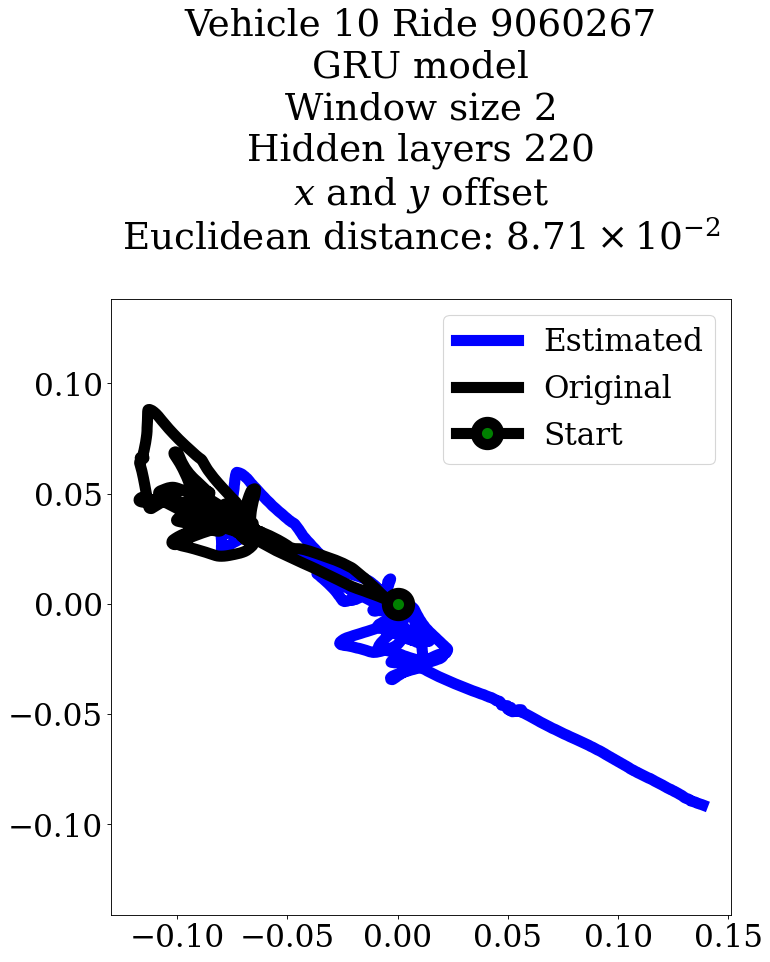 Vehicle 10 Ride 9060267
GRU model
Window size 2
Hidden layers 220
x and y offset
Euclidean distance: 8.71 × 10⁻²
Estimated
Original
Start
0.10
0.05
0.00
−0.05
−0.10
−0.10 −0.05 0.00 0.05 0.10 0.15